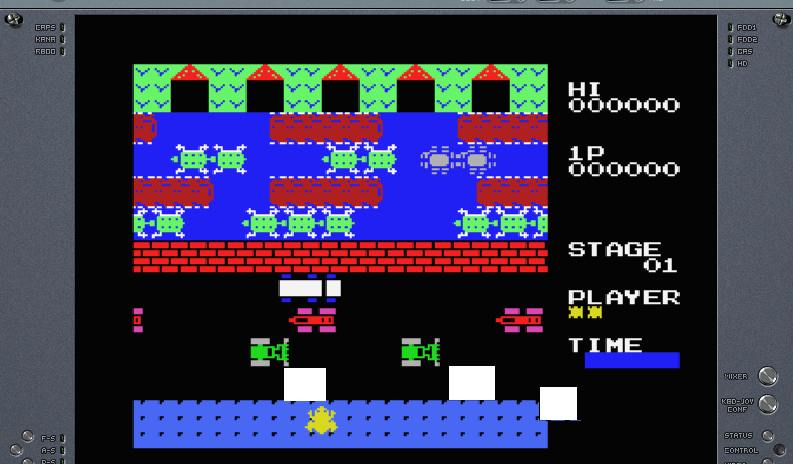 CAPS
KANA
R800
FDD1
FDD2
CAS
HD
HI
000000
1P
000000
STAGE
01
PLAYER
TIME
MIXER
KBD-JOY
CONF
STATUS
CONTROL
F-S
A-S